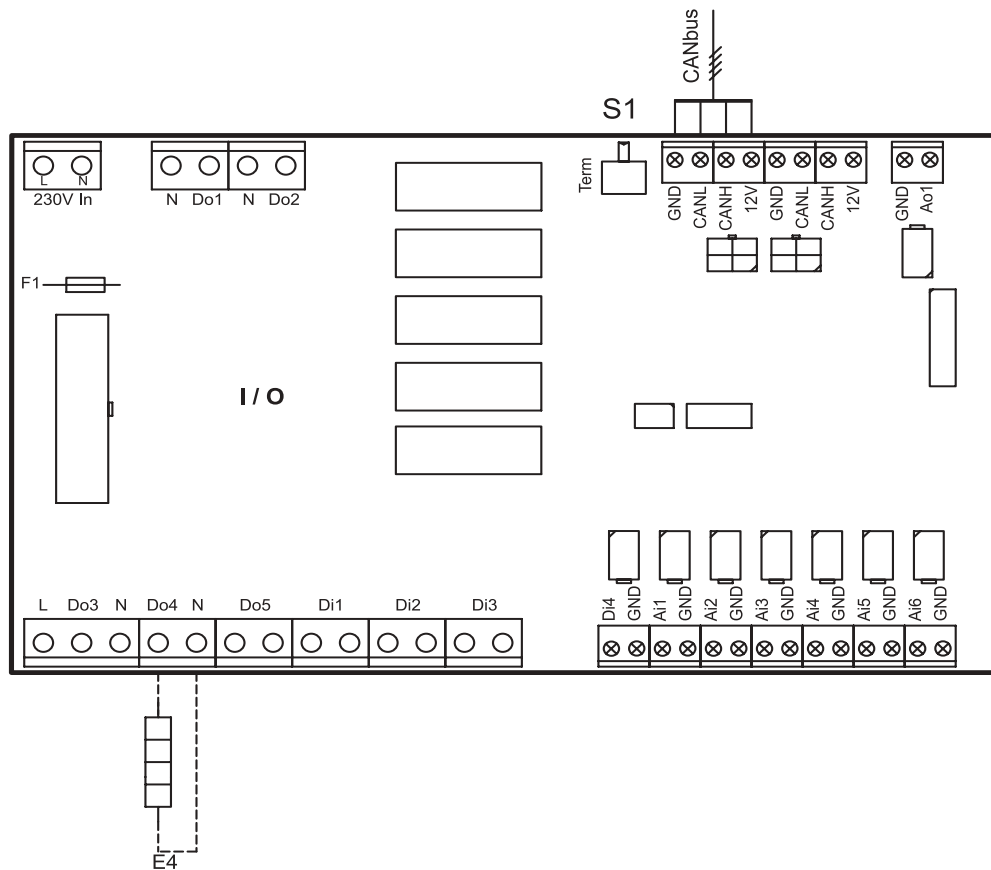 CANbus
S1
L N
230V In
N Do1 N Do2
Term
GND
CANL
CANH
12V
GND
CANL
CANH
12V
GND
Ao1
F1
I / O
L Do3 N Do4 N Do5 Di1 Di2 Di3
Di4
GND
Ai1
GND
Ai2
GND
Ai3
GND
Ai4
GND
Ai5
GND
Ai6
GND
E4